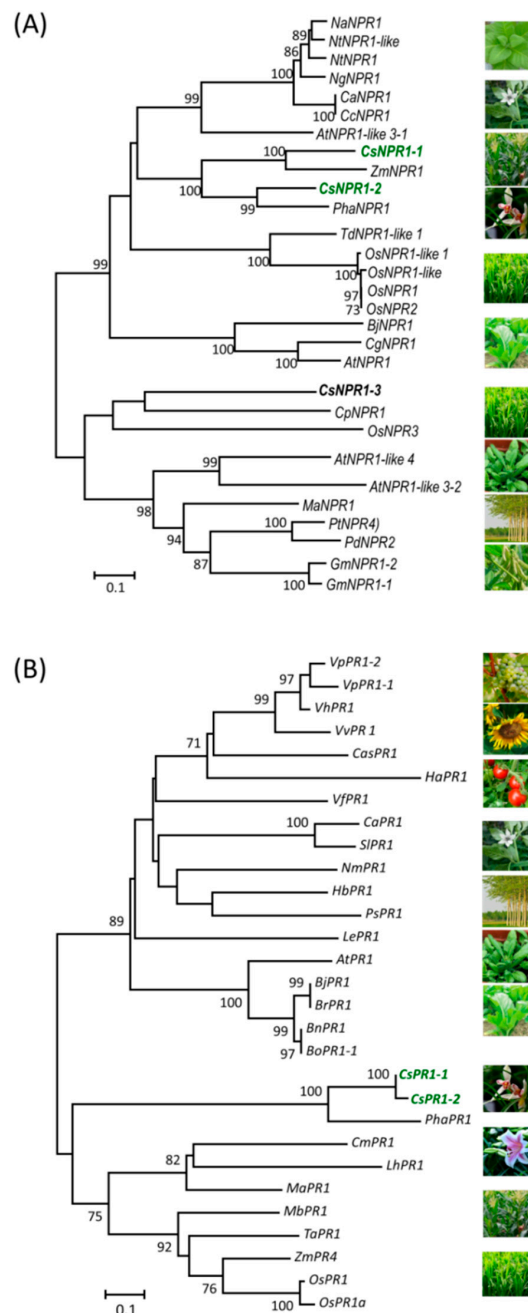 (A)
NaNPR1
89
NtNPR1-like
86
NtNPR1
100
NgNPR1
CaNPR1
99
100
CcNPR1
AtNPR1-like 3-1
100
CsNPR1-1
ZmNPR1
100
CsNPR1-2
99
PhaNPR1
TdNPR1-like 1
OsNPR1-like 1
100
100
OsNPR1-like
99
97
OsNPR1
73
OsNPR2
BjNPR1
100
CgNPR1
100
AtNPR1
CsNPR1-3
CpNPR1
OsNPR3
99
AtNPR1-like 4
AtNPR1-like 3-2
98
MaNPR1
94
100
PtNPR4)
PdNPR2
87
GmNPR1-2
0.1
100
GmNPR1-1
(B)
VpPR1-2
97
VpPR1-1
99
VhPR1
VvPR 1
71
CasPR1
HaPR1
VfPR1
100
CaPR1
SlPR1
NmPR1
HbPR1
89
PsPR1
LePR1
AtPR1
99
BjPR1
100
BrPR1
99
BnPR1
97
BoPR1-1
100
CsPR1-1
100
CsPR1-2
PhaPR1
82
CmPR1
LhPR1
MaPR1
75
MbPR1
92
TaPR1
ZmPR4
76
OsPR1
0.1
100
OsPR1a